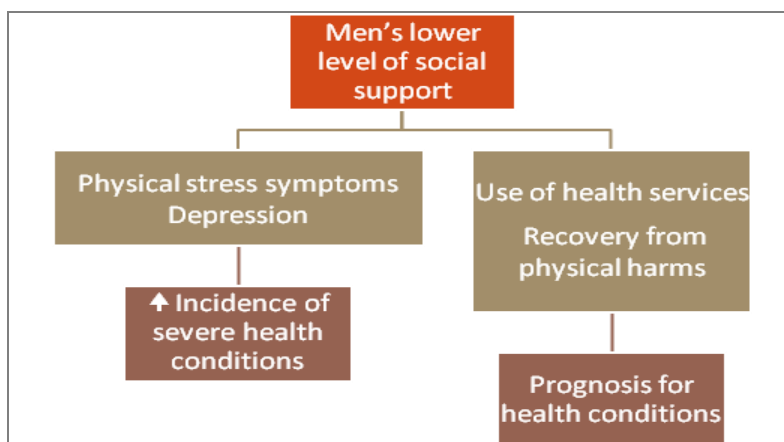 Men’s lower
level of social
support
Physical stress symptoms
Depression
Use of health services
Recovery from
physical harms
↑ Incidence of
severe health
conditions
Prognosis for
health conditions